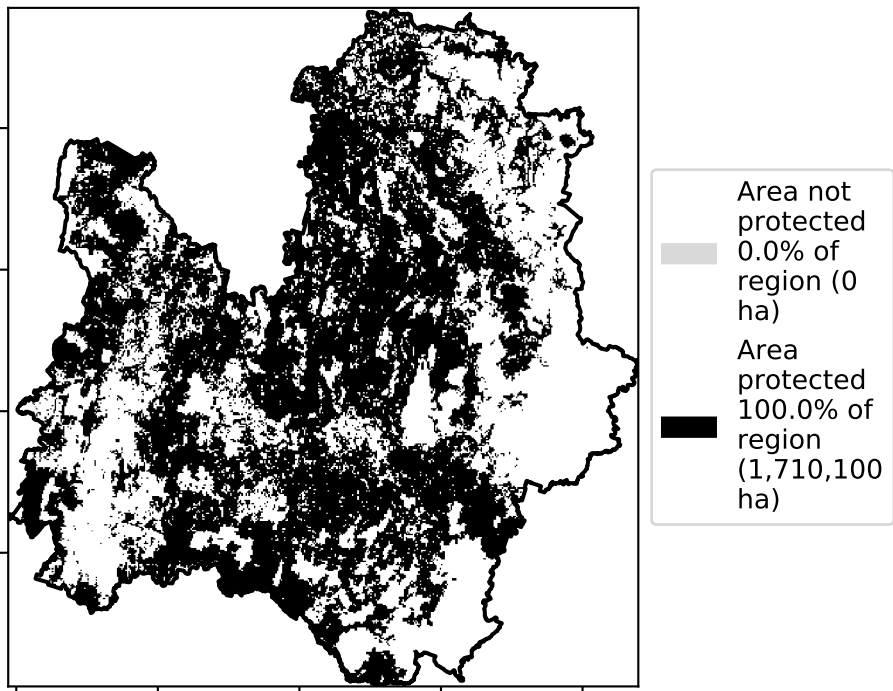 Area not
protected
0.0% of
region (0
ha)
Area
protected
100.0% of
region
(1,710,100
ha)